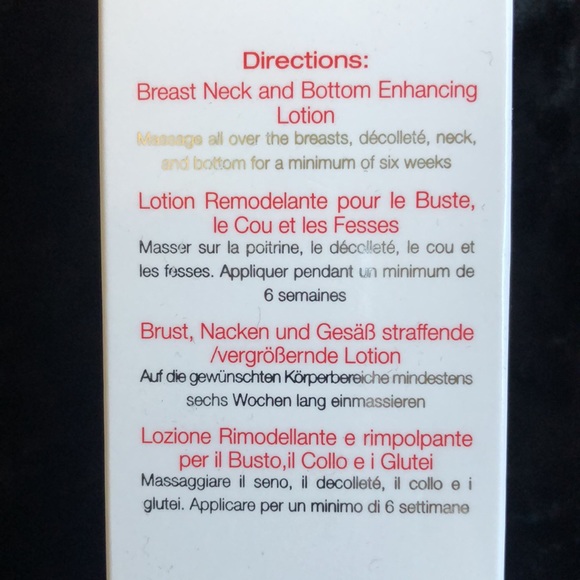 Directions:
Breast Neck and Bottom Enhancing
Lotion
Massage all over the breasts, décolleté, neck,
and bottom for a minimum of six weeks
Lotion Remodelante pour le Buste,
le Cou et les Fesses
Masser sur la poitrine, le décolleté, le cou et
les fesses. Appliquer pendant un minimum de
6 semaines
Brust, Nacken und Gesäß straffende
/vergrößernde Lotion
Auf die gewünschten Körperbereiche mindestens
sechs Wochen lang einmassieren
Lozione Rimodellante e rimpolpante
per il Busto,il Collo e i Glutei
Massaggiare il seno, il decolleté, il collo e i
glutei. Applicare per un minimo di 6 settimane